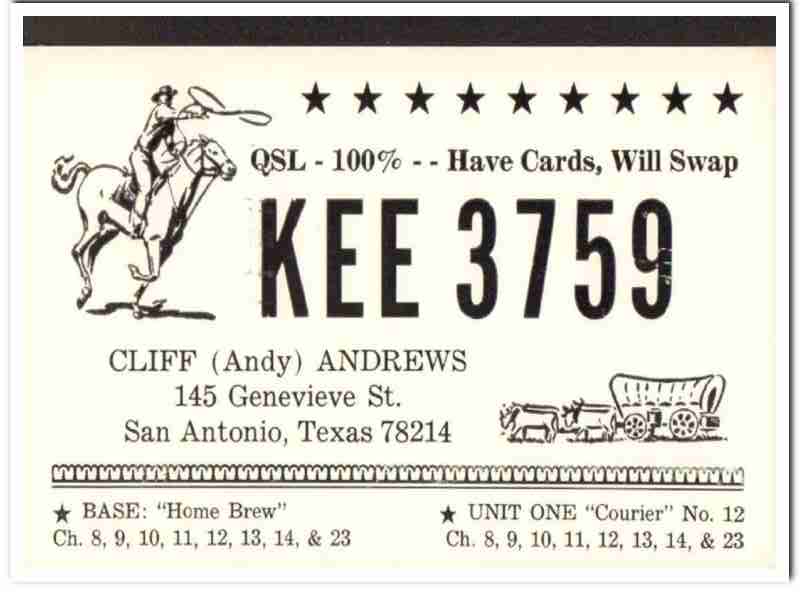 QSL - 100% - - Have Cards, Will Swap
KEE 3759
CLIFF (Andy) ANDREWS
145 Genevieve St.
San Antonio, Texas 78214
★ BASE: "Home Brew"
Ch. 8, 9, 10, 11, 12, 13, 14, & 23
★ UNIT ONE "Courier" No. 12
Ch. 8, 9, 10, 11, 12, 13, 14, & 23